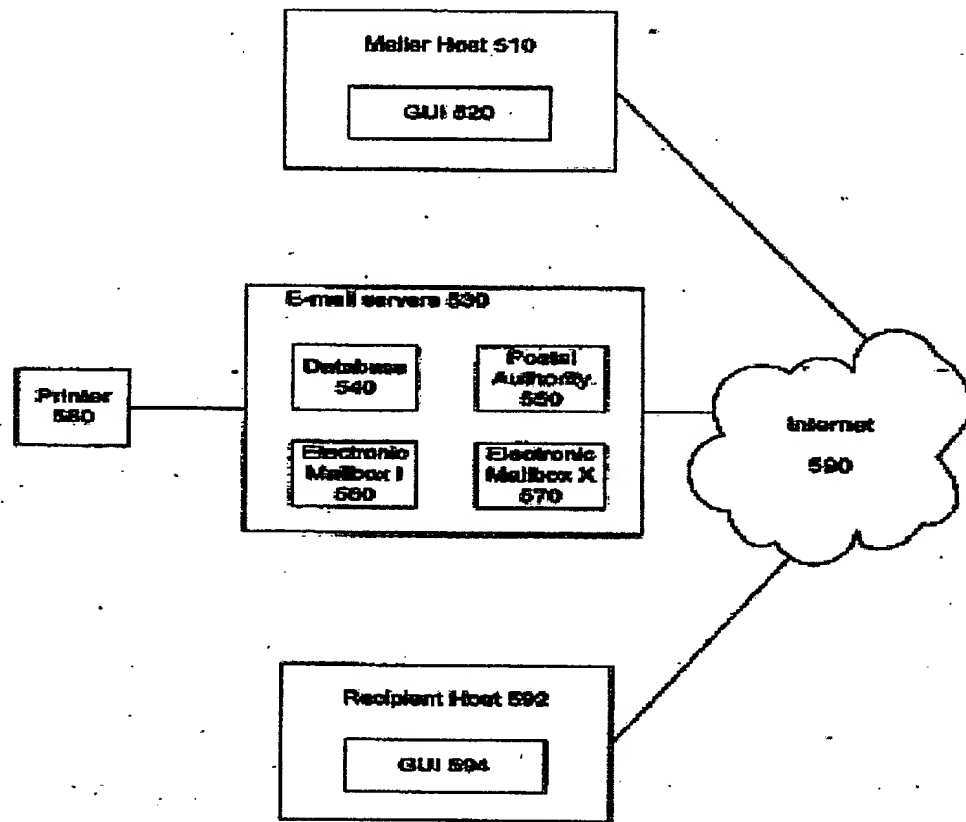 Mailer Host 510
GUI 520
E-mail servers 530
Database
540
Postal
Authority
550
Printer
580
Electronic
Mailbox I
560
Electronic
Mailbox X
570
Internet
590
Recipient Host 592
GUI 594